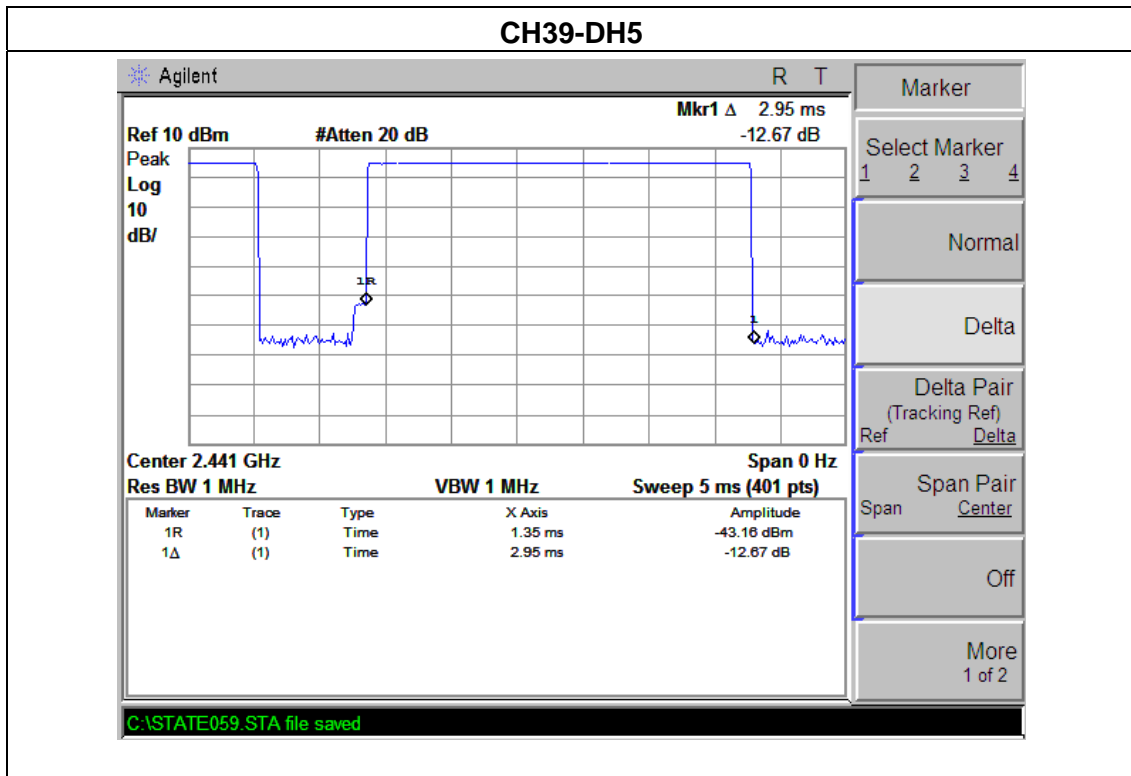 CH39-DH5
Agilent R T
Mkr1 Δ 2.95 ms
Ref 10 dBm #Atten 20 dB -12.67 dB
Peak
Log
10
dB/
1R
1
Center 2.441 GHz Span 0 Hz
Res BW 1 MHz VBW 1 MHz Sweep 5 ms (401 pts)
Marker Trace Type X Axis Amplitude
1R (1) Time 1.35 ms -43.16 dBm
1Δ (1) Time 2.95 ms -12.67 dB
C:\STATE059.STA file saved
Marker
Select Marker
1 2 3 4
Normal
Delta
Delta Pair
(Tracking Ref)
Ref Delta
Span Pair
Span Center
Off
More
1 of 2